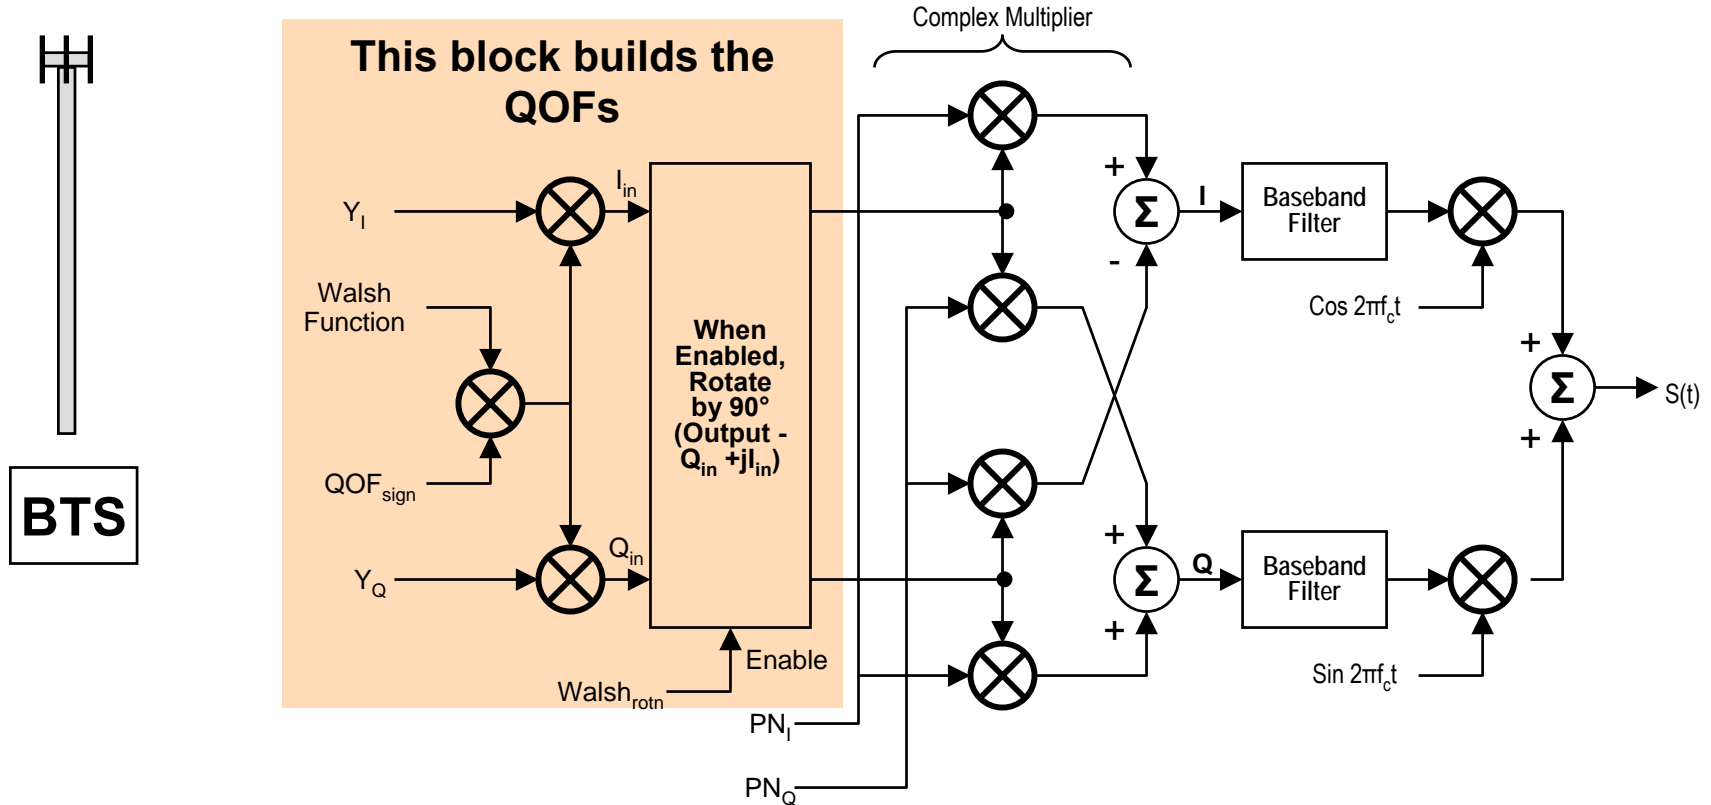 Complex Multiplier
This block builds the
QOFs
Y_I
I_in
Walsh
Function
QOF_sign
Y_Q
Q_in
When
Enabled,
Rotate
by 90°
(Output -
Q_in +jI_in)
Enable
Walsh_rotn
PN_I
PN_Q
+
Σ
-
I
Baseband
Filter
Cos 2πf_ct
+
Σ
+
S(t)
+
Σ
+
Q
Baseband
Filter
Sin 2πf_ct
BTS